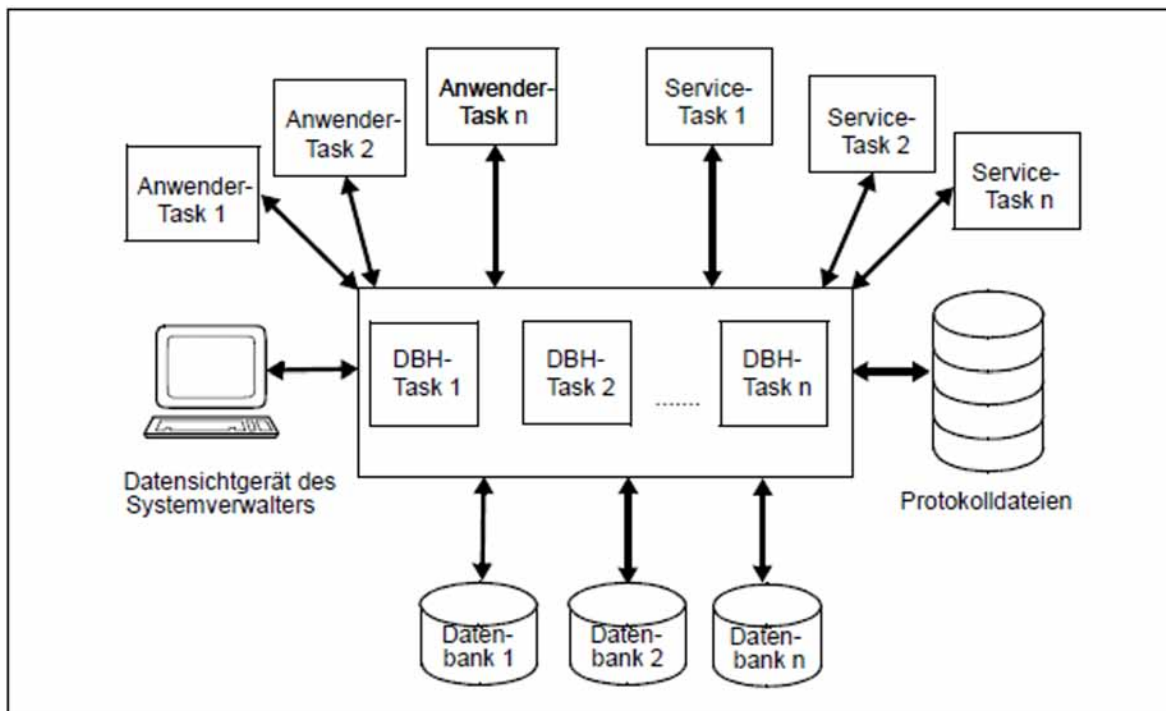 Anwender-
Task 1
Anwender-
Task 2
Anwender-
Task n
Service-
Task 1
Service-
Task 2
Service-
Task n
DBH-
Task 1
DBH-
Task 2
.......
DBH-
Task n
Datensichtgerät des
Systemverwalters
Protokolldateien
Daten-
bank 1
Daten-
bank 2
Daten-
bank n